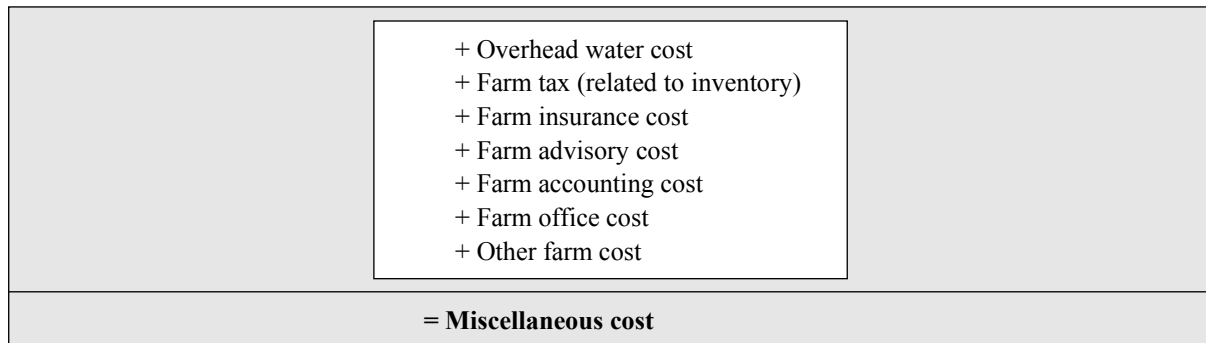 + Overhead water cost
+ Farm tax (related to inventory)
+ Farm insurance cost
+ Farm advisory cost
+ Farm accounting cost
+ Farm office cost
+ Other farm cost
= Miscellaneous cost